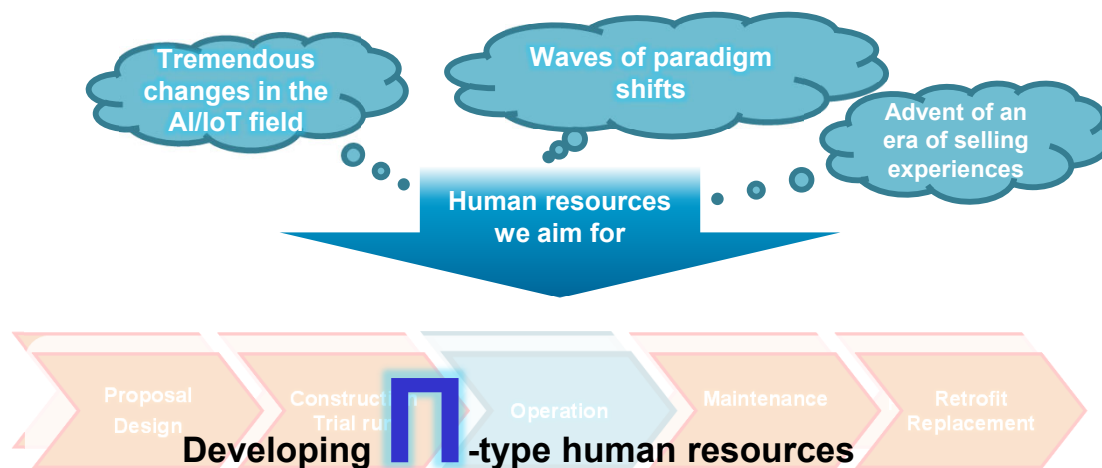 Tremendous
changes in the
AI/IoT field
Waves of paradigm
shifts
Advent of an
era of selling
experiences
Human resources
we aim for
Proposal
Design
Construction
Trial run
Operation
Maintenance
Retrofit
Replacement
Developing Π-type human resources